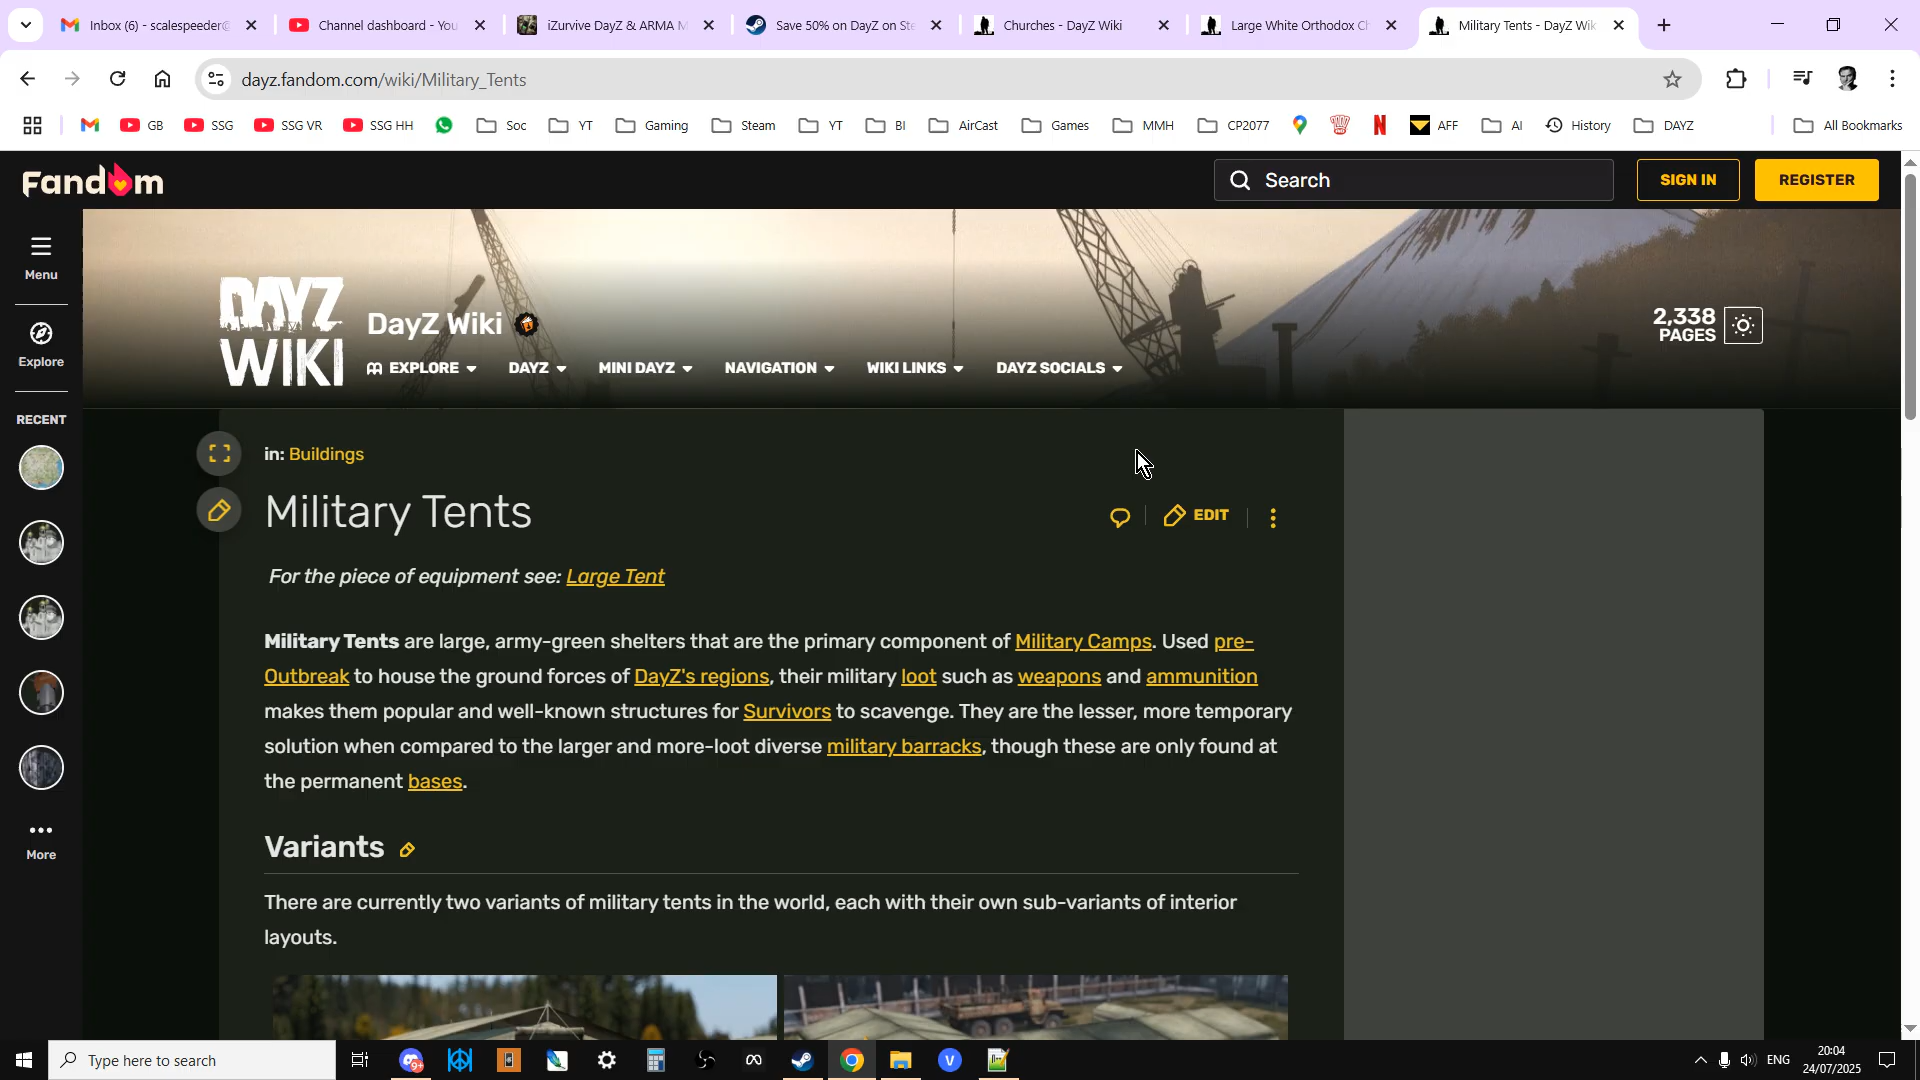 Inbox (6) - scalespeeder@
Channel dashboard - You
iZurvive DayZ & ARMA M
Save 50% on DayZ on Ste
Churches - DayZ Wiki
Large White Orthodox Ch
Military Tents - DayZ Wik
dayz.fandom.com/wiki/Military_Tents
GB
SSG
SSG VR
SSG HH
Soc
YT
Gaming
Steam
YT
BI
AirCast
Games
MMH
CP2077
AFF
AI
History
DAYZ
All Bookmarks
Fandom
Search
SIGN IN
REGISTER
Menu
Explore
RECENT
More
DAYZ
WIKI
DayZ Wiki
EXPLORE
DAYZ
MINI DAYZ
NAVIGATION
WIKI LINKS
DAYZ SOCIALS
2,338
PAGES
in: Buildings
Military Tents
EDIT
For the piece of equipment see: Large Tent
Military Tents are large, army-green shelters that are the primary component of Military Camps. Used pre-
Outbreak to house the ground forces of DayZ's regions, their military loot such as weapons and ammunition
makes them popular and well-known structures for Survivors to scavenge. They are the lesser, more temporary
solution when compared to the larger and more-loot diverse military barracks, though these are only found at
the permanent bases.
Variants
There are currently two variants of military tents in the world, each with their own sub-variants of interior
layouts.
Type here to search
9+
ENG
20:04
24/07/2025